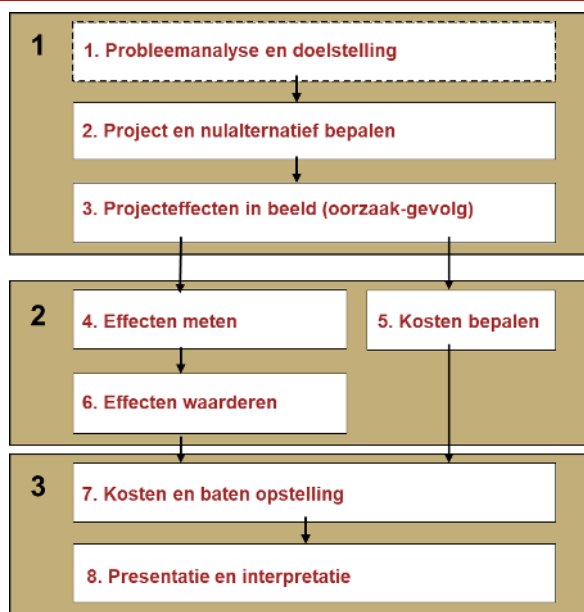 1
1. Probleemanalyse en doelstelling
2. Project en nulalternatief bepalen
3. Projecteffecten in beeld (oorzaak-gevolg)
2
4. Effecten meten
5. Kosten bepalen
6. Effecten waarderen
3
7. Kosten en baten opstelling
8. Presentatie en interpretatie